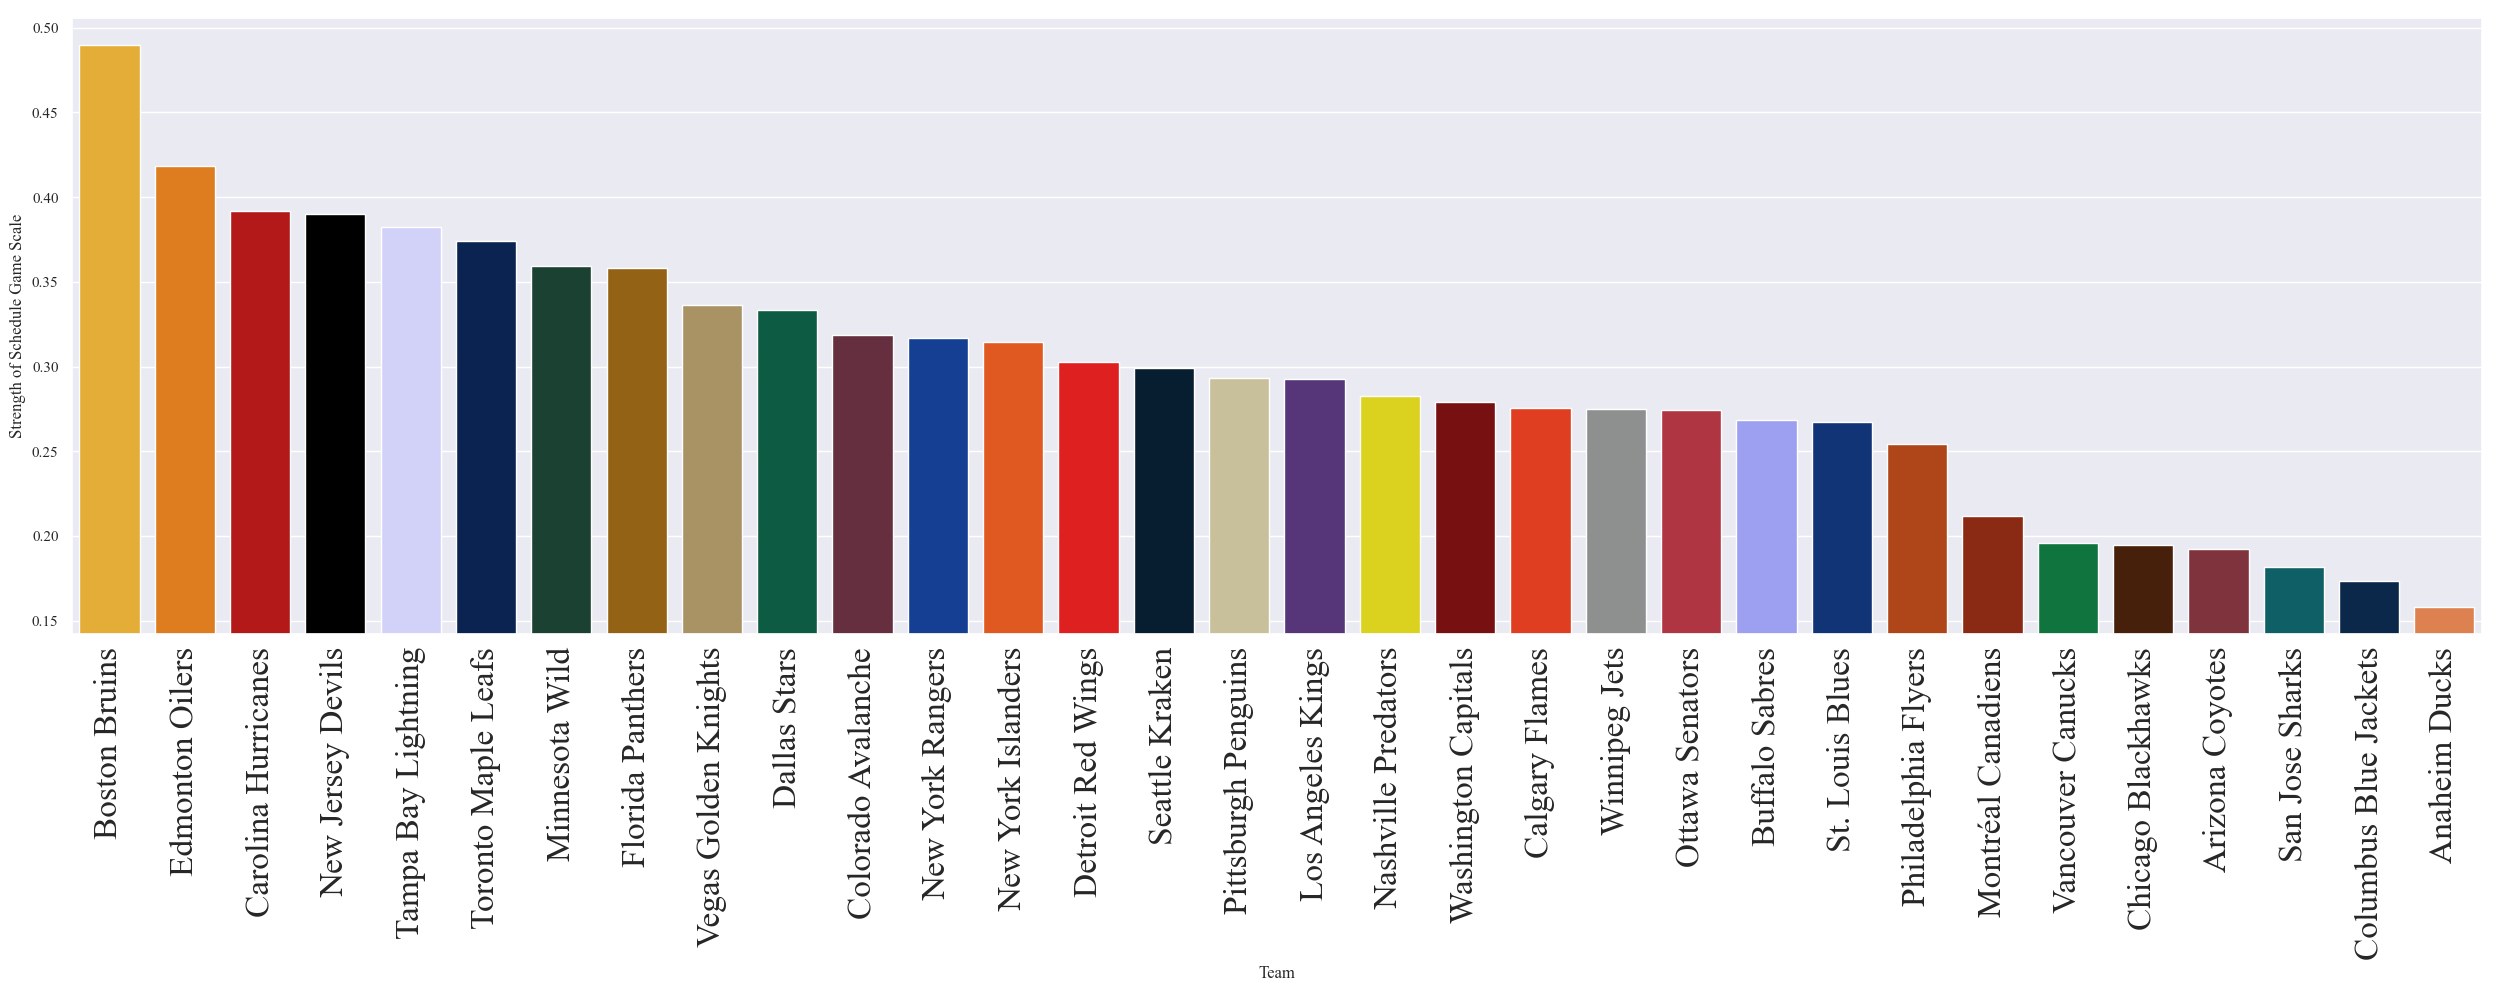 0.50
0.45
0.40
0.35
0.30
0.25
0.20
0.15
Strength of Schedule Game Scale
Boston Bruins
Edmonton Oilers
Carolina Hurricanes
New Jersey Devils
Tampa Bay Lightning
Toronto Maple Leafs
Minnesota Wild
Florida Panthers
Vegas Golden Knights
Dallas Stars
Colorado Avalanche
New York Rangers
New York Islanders
Detroit Red Wings
Seattle Kraken
Pittsburgh Penguins
Los Angeles Kings
Nashville Predators
Washington Capitals
Calgary Flames
Winnipeg Jets
Ottawa Senators
Buffalo Sabres
St. Louis Blues
Philadelphia Flyers
Montréal Canadiens
Vancouver Canucks
Chicago Blackhawks
Arizona Coyotes
San Jose Sharks
Columbus Blue Jackets
Anaheim Ducks
Team